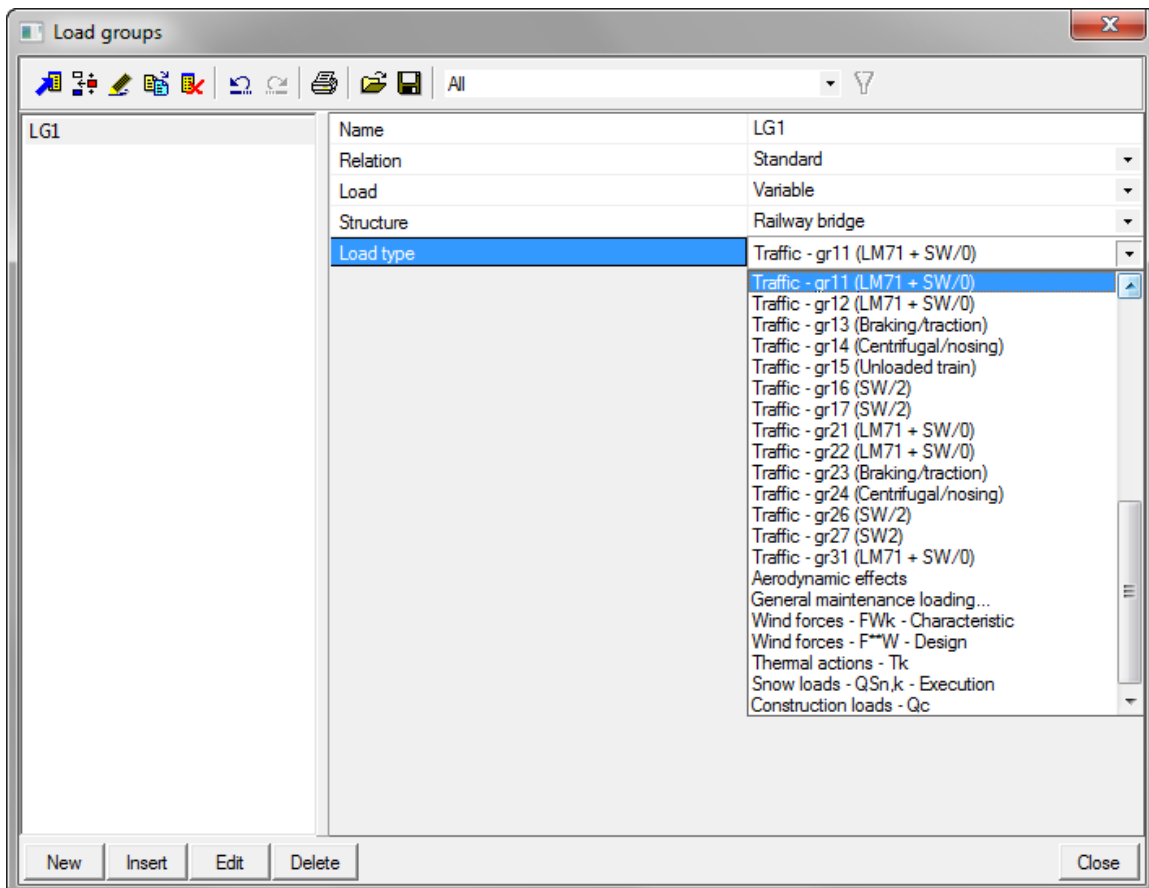 Load groups
All
LG1
Name LG1
Relation Standard
Load Variable
Structure Railway bridge
Load type Traffic - gr11 (LM71 + SW/0)
Traffic - gr11 (LM71 + SW/0)
Traffic - gr12 (LM71 + SW/0)
Traffic - gr13 (Braking/traction)
Traffic - gr14 (Centrifugal/nosing)
Traffic - gr15 (Unloaded train)
Traffic - gr16 (SW/2)
Traffic - gr17 (SW/2)
Traffic - gr21 (LM71 + SW/0)
Traffic - gr22 (LM71 + SW/0)
Traffic - gr23 (Braking/traction)
Traffic - gr24 (Centrifugal/nosing)
Traffic - gr26 (SW/2)
Traffic - gr27 (SW2)
Traffic - gr31 (LM71 + SW/0)
Aerodynamic effects
General maintenance loading...
Wind forces - FWk - Characteristic
Wind forces - F**W - Design
Thermal actions - Tk
Snow loads - QSn,k - Execution
Construction loads - Qc
New Insert Edit Delete Close